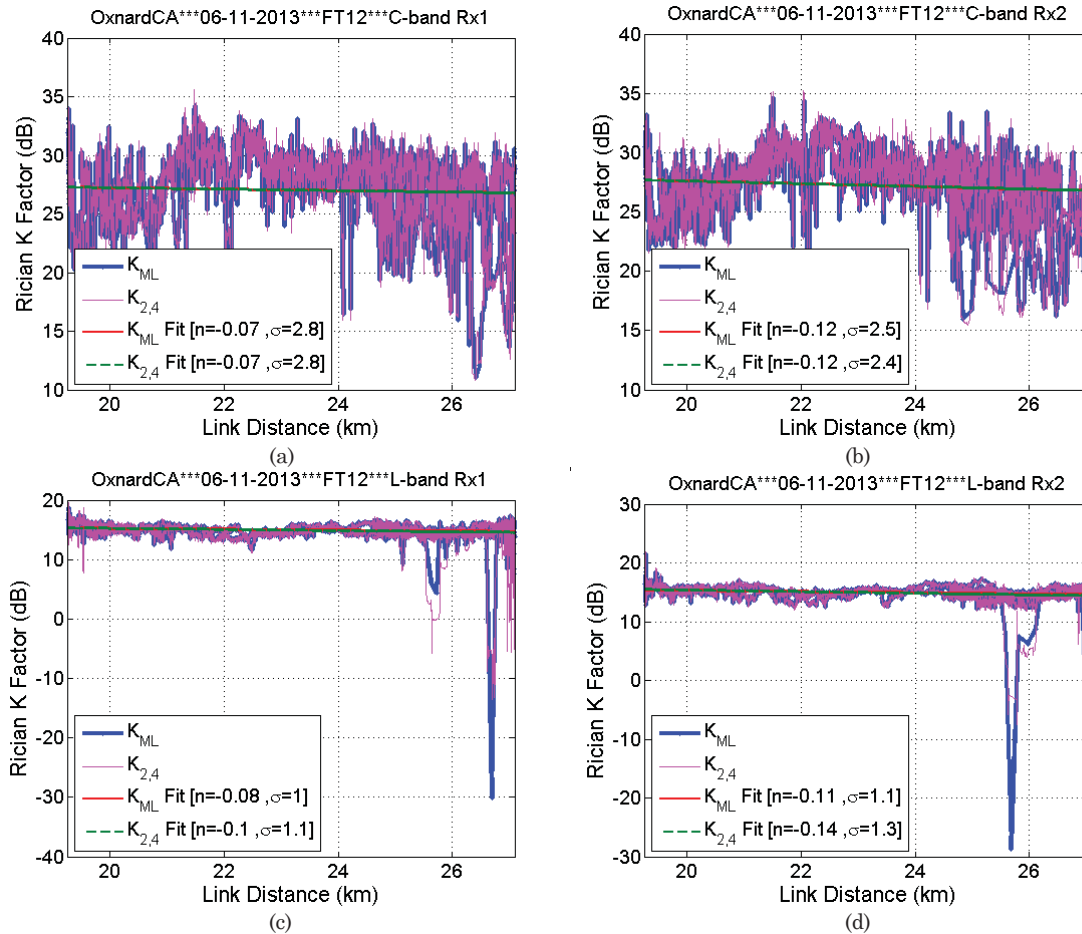 OxnardCA***06-11-2013***FT12***C-band Rx1
Rician K Factor (dB)
40
35
30
25
20
15
10
K_ML
K_2,4
K_ML Fit [n=-0.07 ,σ=2.8]
K_2,4 Fit [n=-0.07 ,σ=2.8]
20 22 24 26
Link Distance (km)
(a)
OxnardCA***06-11-2013***FT12***C-band Rx2
Rician K Factor (dB)
40
35
30
25
20
15
10
K_ML
K_2,4
K_ML Fit [n=-0.12 ,σ=2.5]
K_2,4 Fit [n=-0.12 ,σ=2.4]
20 22 24 26
Link Distance (km)
(b)
OxnardCA***06-11-2013***FT12***L-band Rx1
Rician K Factor (dB)
20
10
0
-10
-20
-30
-40
K_ML
K_2,4
K_ML Fit [n=-0.08 ,σ=1]
K_2,4 Fit [n=-0.1 ,σ=1.1]
20 22 24 26
Link Distance (km)
(c)
OxnardCA***06-11-2013***FT12***L-band Rx2
Rician K Factor (dB)
30
20
10
0
-10
-20
-30
K_ML
K_2,4
K_ML Fit [n=-0.11 ,σ=1.1]
K_2,4 Fit [n=-0.14 ,σ=1.3]
20 22 24 26
Link Distance (km)
(d)